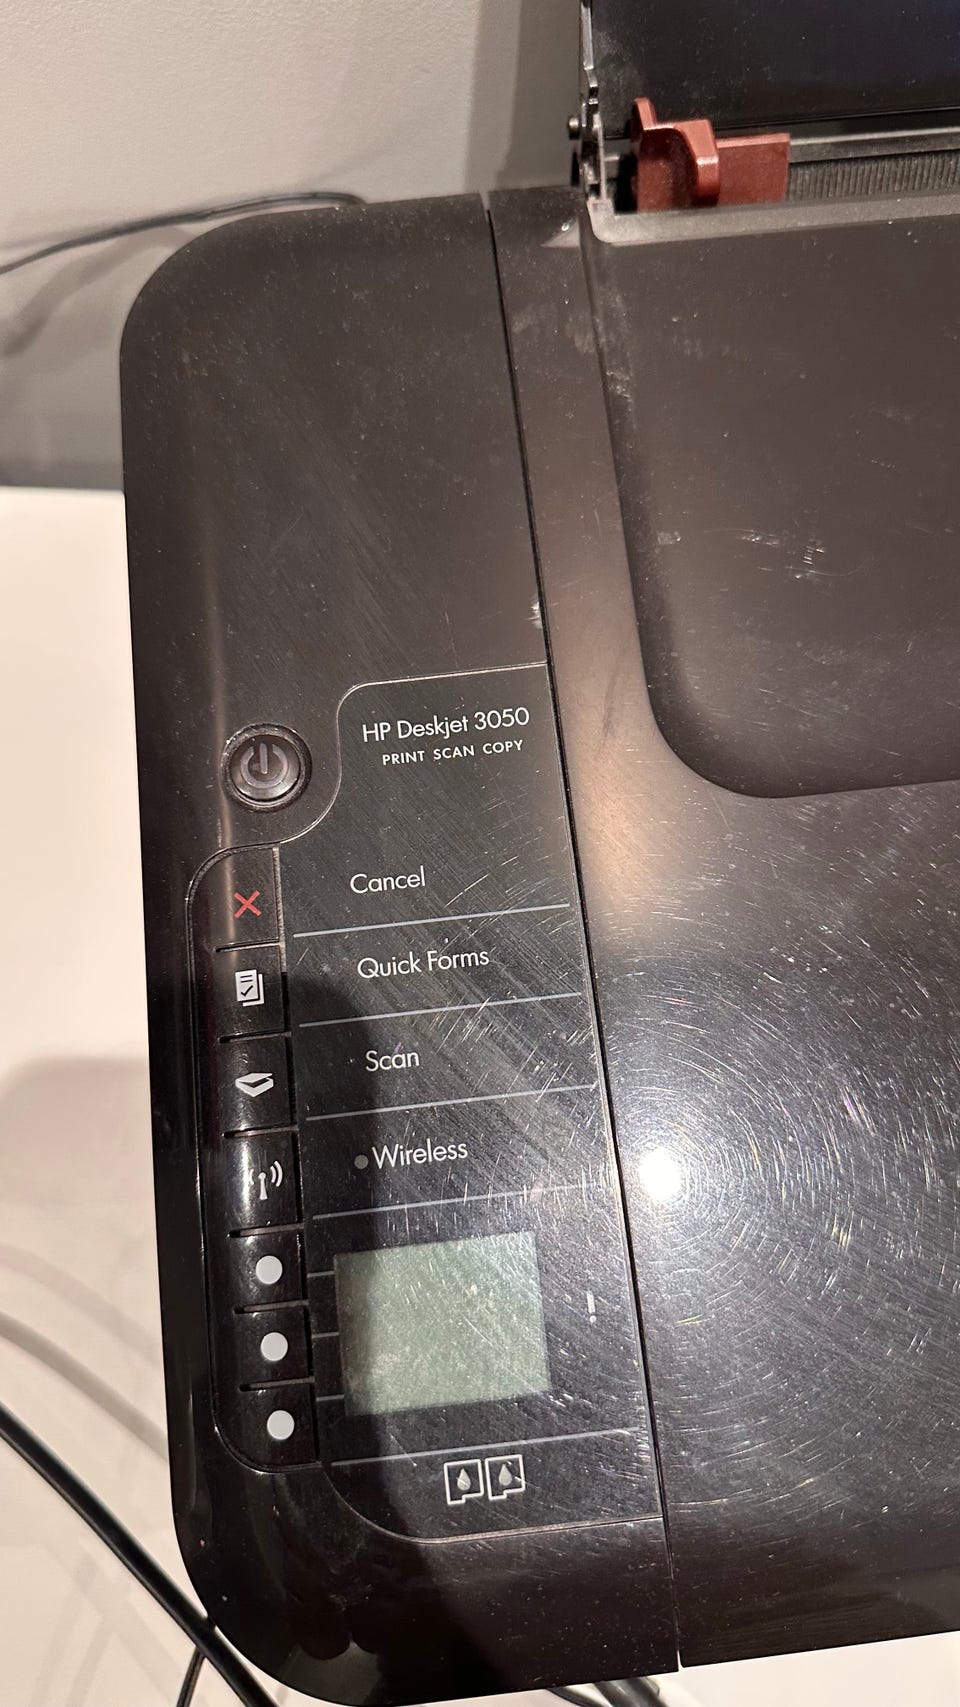 HP Deskjet 3050
PRINT SCAN COPY
Cancel
Quick Forms
Scan
Wireless
!